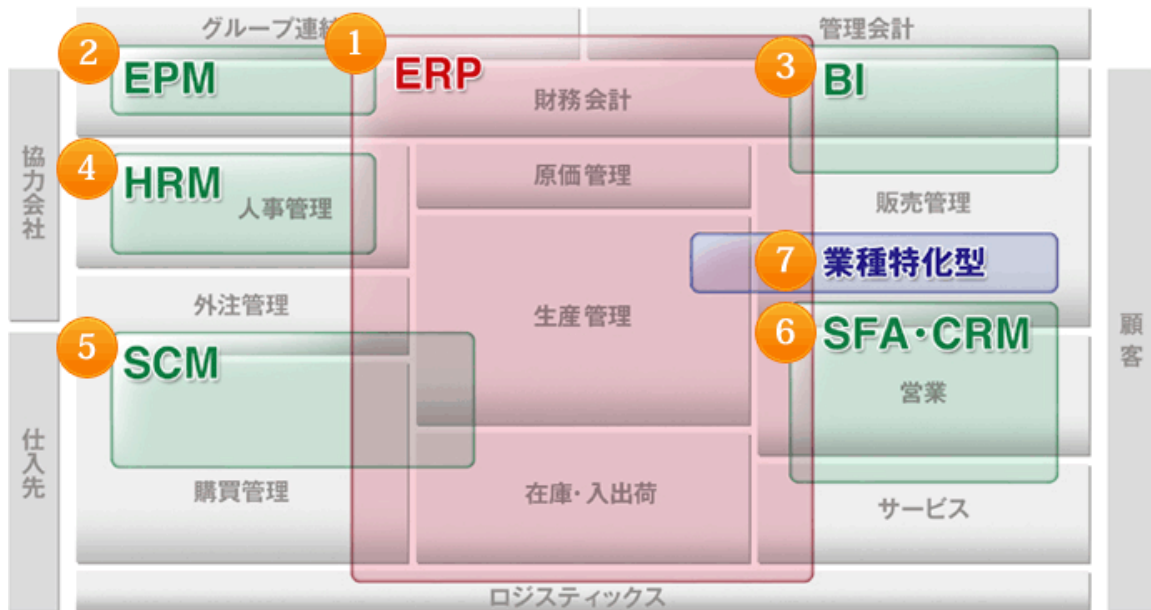 グループ連結
管理会計
1
ERP
2
EPM
3
BI
財務会計
協力会社
4
HRM
人事管理
原価管理
販売管理
7
業種特化型
外注管理
生産管理
顧客
5
SCM
6
SFA・CRM
営業
仕入先
購買管理
在庫・入出荷
サービス
ロジスティックス